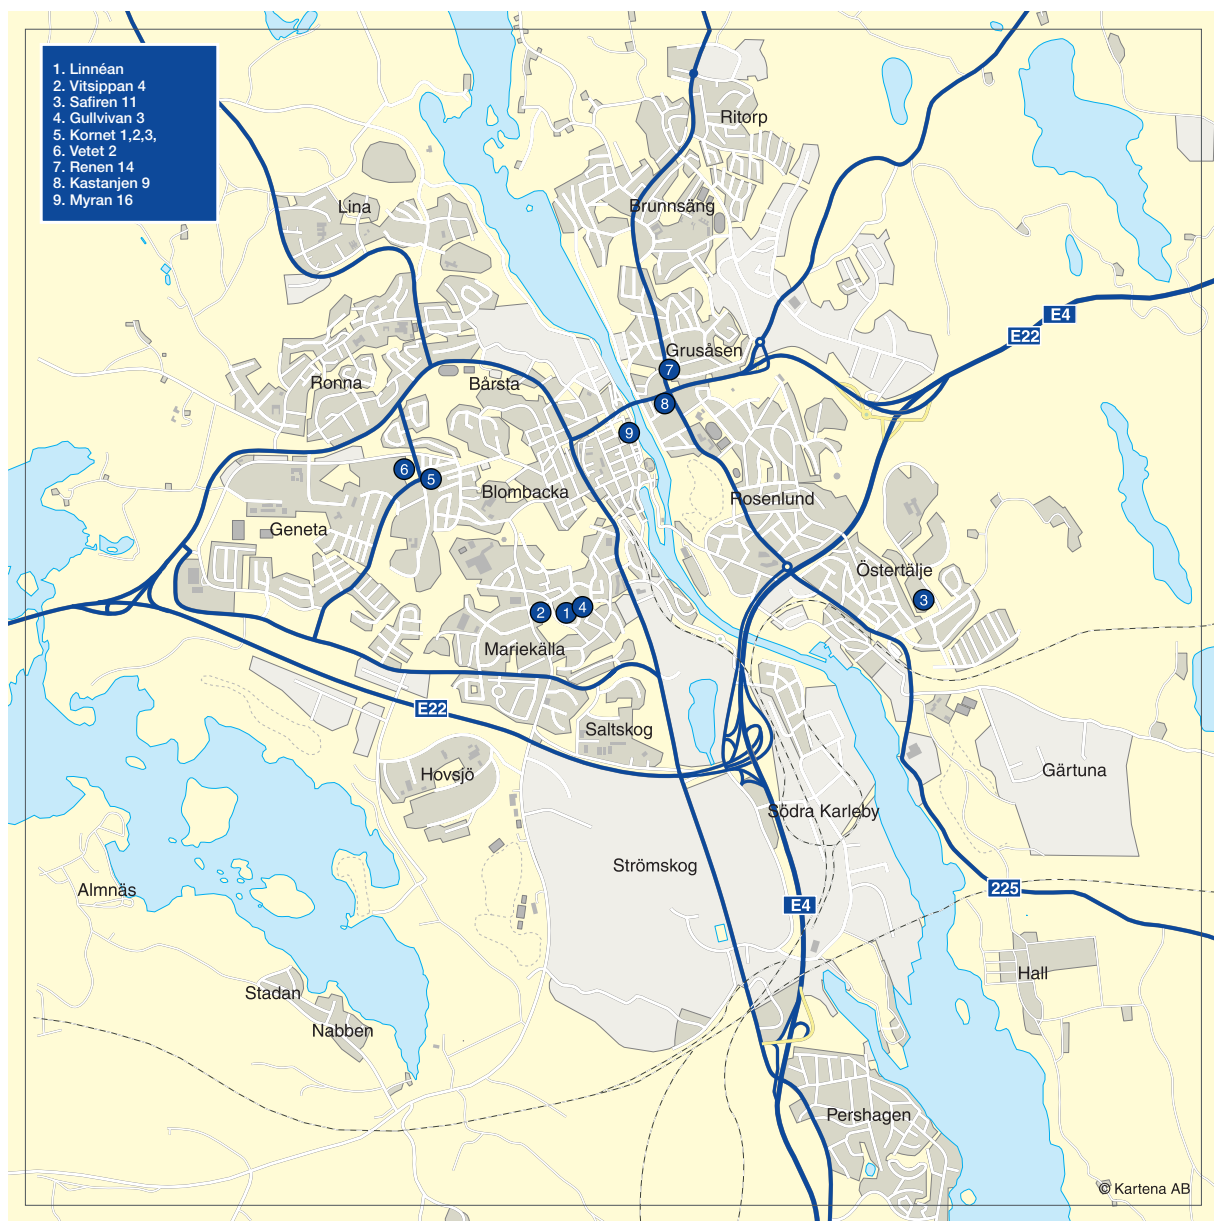 1. Linnéan
2. Vitsippan 4
3. Safiren 11
4. Gullvivan 3
5. Kornet 1,2,3,
6. Vetet 2
7. Renen 14
8. Kastanjen 9
9. Myran 16
Ritorp
Lina
Brunnsäng
E4
E22
Grusåsen
7
Ronna
Bårsta
8
9
6
5
Blombacka
Rosenlund
Geneta
Östertälje
3
2
1
4
Mariekälla
E22
Saltskog
Hovsjö
Gärtuna
Södra Karleby
Strömskog
Almnäs
225
E4
Hall
Stadan
Nabben
Pershagen
© Kartena AB